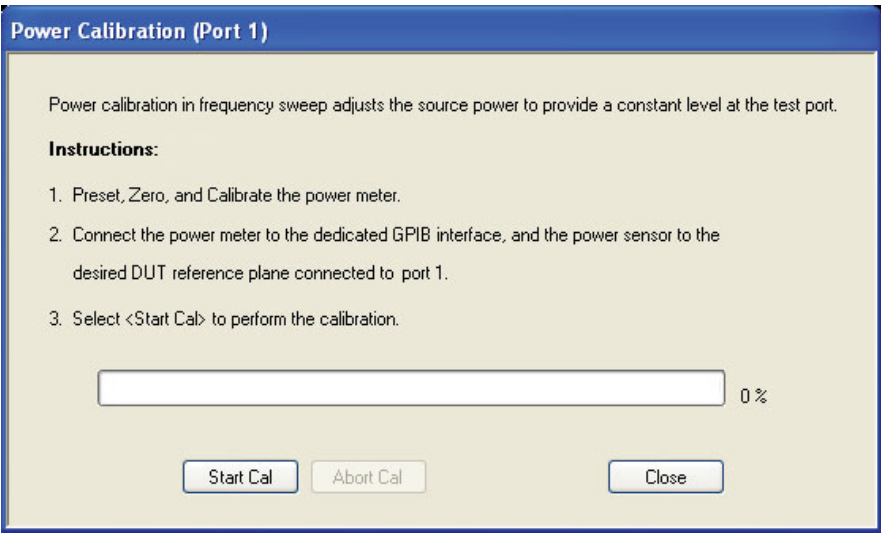 Power Calibration (Port 1)
Power calibration in frequency sweep adjusts the source power to provide a constant level at the test port.
Instructions:
1. Preset, Zero, and Calibrate the power meter.
2. Connect the power meter to the dedicated GPIB interface, and the power sensor to the
desired DUT reference plane connected to port 1.
3. Select <Start Cal> to perform the calibration.
0 %
Start Cal
Abort Cal
Close